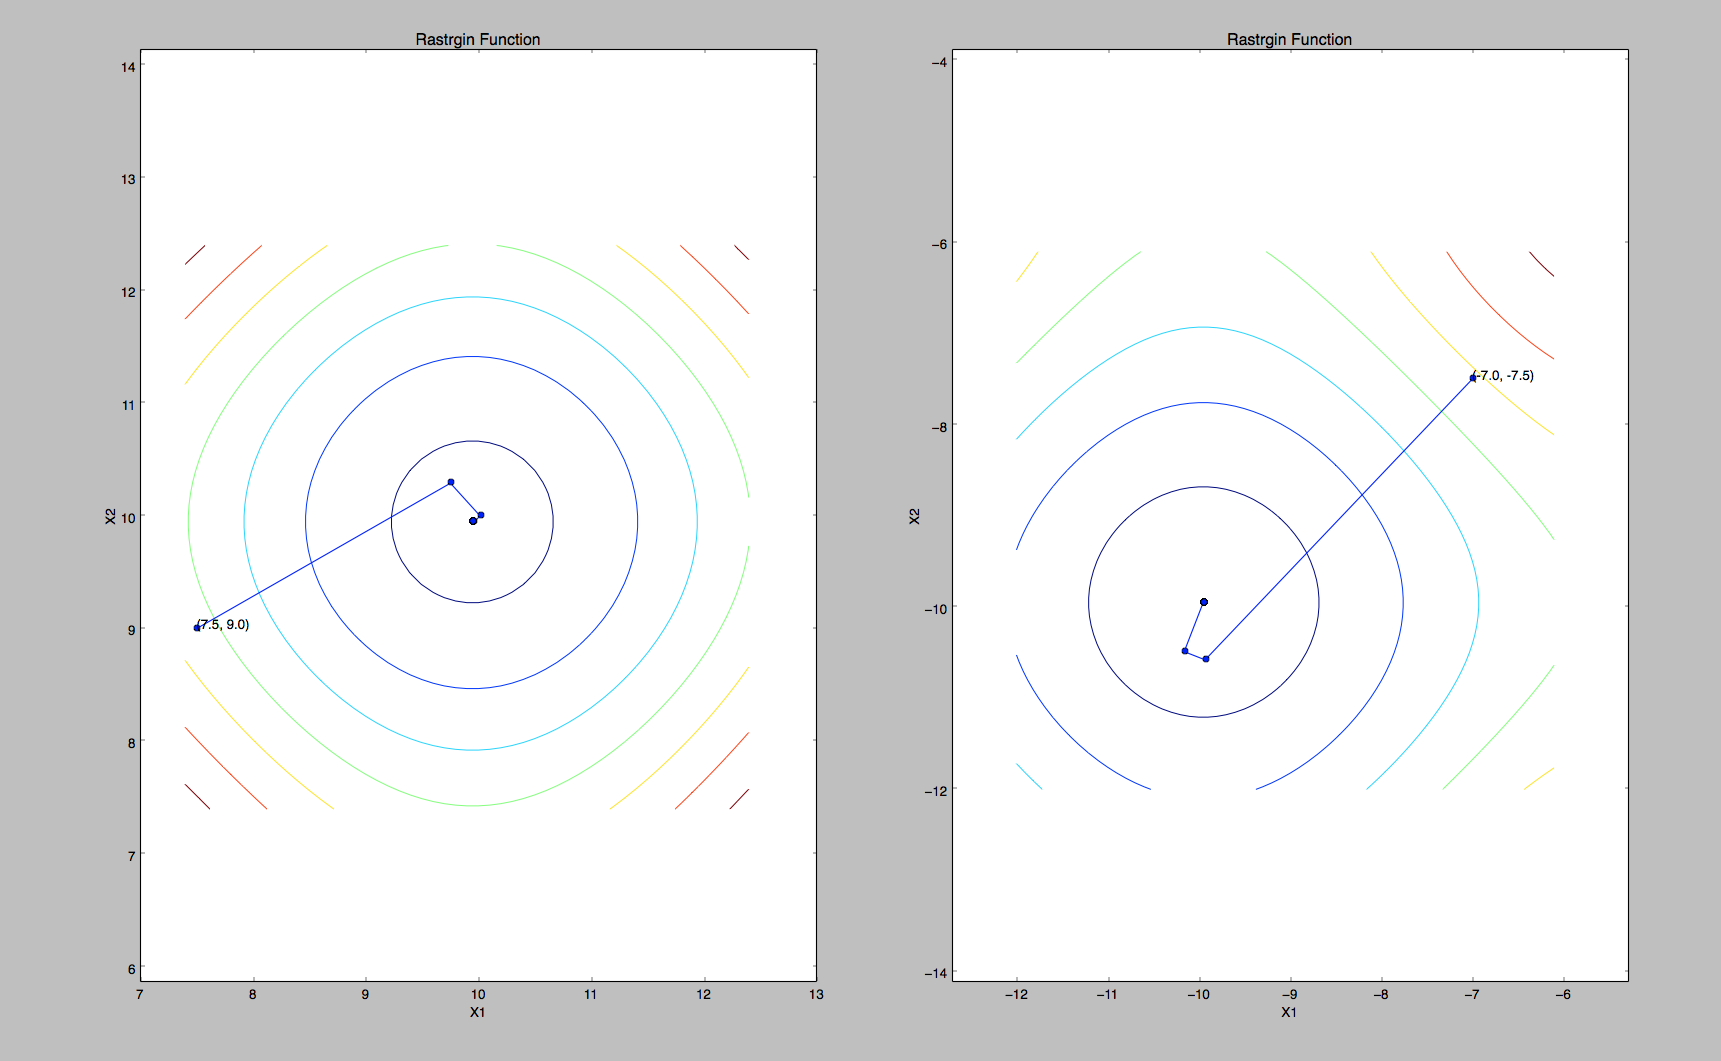 Rastrgin Function
14
13
12
11
10
9
8
7
6
X2
(7.5, 9.0)
7 8 9 10 11 12 13
X1
Rastrgin Function
−4
−6
−8
−10
−12
−14
X2
(-7.0, -7.5)
−12 −11 −10 −9 −8 −7 −6
X1